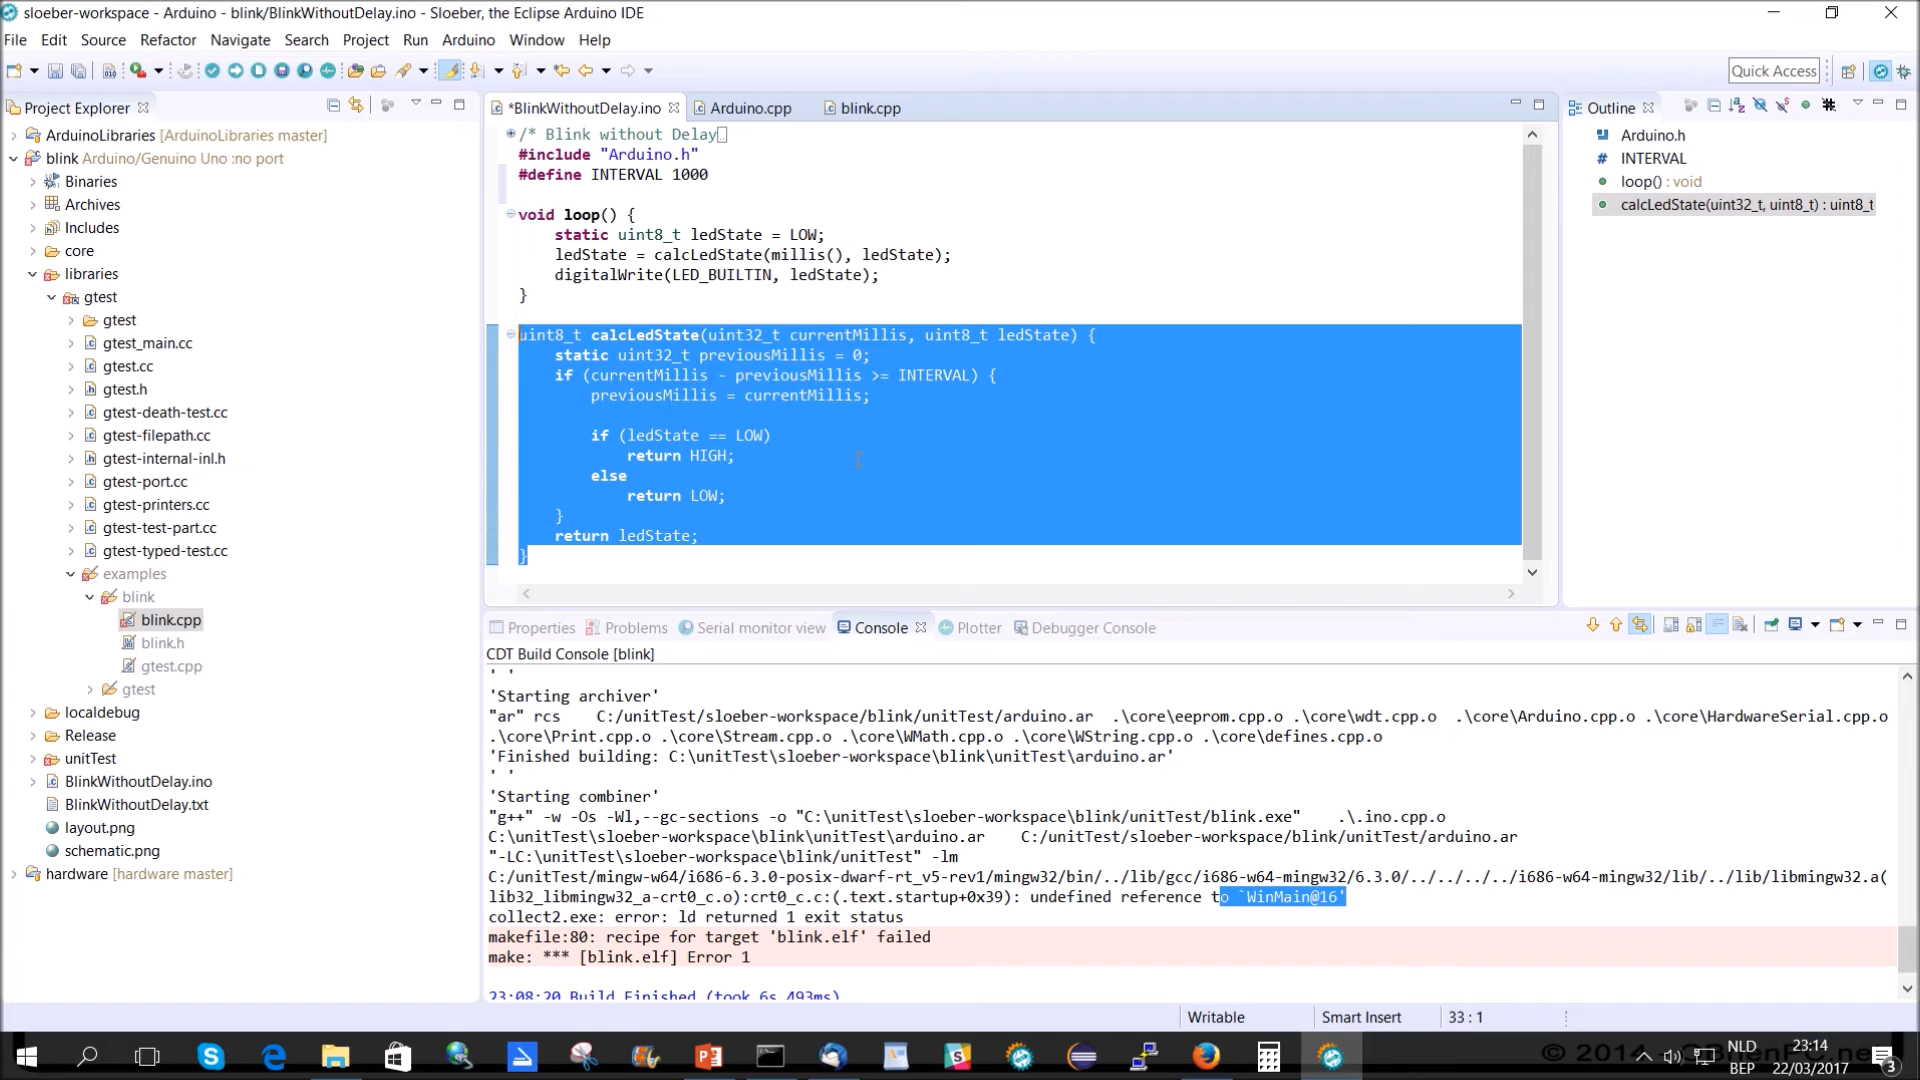 sloeber-workspace - Arduino - blink/BlinkWithoutDelay.ino - Sloeber, the Eclipse Arduino IDE
File Edit Source Refactor Navigate Search Project Run Arduino Window Help
Quick Access
Project Explorer
ArduinoLibraries [ArduinoLibraries master]
blink Arduino/Genuino Uno :no port
Binaries
Archives
Includes
core
libraries
gtest
gtest
gtest_main.cc
gtest.cc
gtest.h
gtest-death-test.cc
gtest-filepath.cc
gtest-internal-inl.h
gtest-port.cc
gtest-printers.cc
gtest-test-part.cc
gtest-typed-test.cc
examples
blink
blink.cpp
blink.h
gtest.cpp
gtest
localdebug
Release
unitTest
BlinkWithoutDelay.ino
BlinkWithoutDelay.txt
layout.png
schematic.png
hardware [hardware master]
*BlinkWithoutDelay.ino Arduino.cpp blink.cpp
/* Blink without Delay
#include "Arduino.h"
#define INTERVAL 1000
void loop() {
static uint8_t ledState = LOW;
ledState = calcLedState(millis(), ledState);
digitalWrite(LED_BUILTIN, ledState);
}
uint8_t calcLedState(uint32_t currentMillis, uint8_t ledState) {
static uint32_t previousMillis = 0;
if (currentMillis - previousMillis >= INTERVAL) {
previousMillis = currentMillis;
if (ledState == LOW)
return HIGH;
else
return LOW;
}
return ledState;
}
Outline
Arduino.h
# INTERVAL
loop() : void
calcLedState(uint32_t, uint8_t) : uint8_t
Properties Problems Serial monitor view Console Plotter Debugger Console
CDT Build Console [blink]
' '
'Starting archiver'
"ar" rcs C:/unitTest/sloeber-workspace/blink/unitTest/arduino.ar .\core\eeprom.cpp.o .\core\wdt.cpp.o .\core\Arduino.cpp.o .\core\HardwareSerial.cpp.o
.\core\Print.cpp.o .\core\Stream.cpp.o .\core\WMath.cpp.o .\core\WString.cpp.o .\core\defines.cpp.o
'Finished building: C:\unitTest\sloeber-workspace\blink\unitTest\arduino.ar'
' '
'Starting combiner'
"g++" -w -Os -Wl,--gc-sections -o "C:\unitTest\sloeber-workspace\blink/unitTest/blink.exe" .\.ino.cpp.o
C:\unitTest\sloeber-workspace\blink\unitTest\arduino.ar C:/unitTest/sloeber-workspace/blink/unitTest/arduino.ar
"-LC:\unitTest\sloeber-workspace\blink/unitTest" -lm
C:/unitTest/mingw-w64/i686-6.3.0-posix-dwarf-rt_v5-rev1/mingw32/bin/../lib/gcc/i686-w64-mingw32/6.3.0/../../../../i686-w64-mingw32/lib/../lib/libmingw32.a(
lib32_libmingw32_a-crt0_c.o):crt0_c.c:(.text.startup+0x39): undefined reference to `WinMain@16'
collect2.exe: error: ld returned 1 exit status
makefile:80: recipe for target 'blink.elf' failed
make: *** [blink.elf] Error 1
23:08:20 Build Finished (took 6s.493ms)
Writable Smart Insert 33 : 1
NLD
BEP
23:14
22/03/2017
3